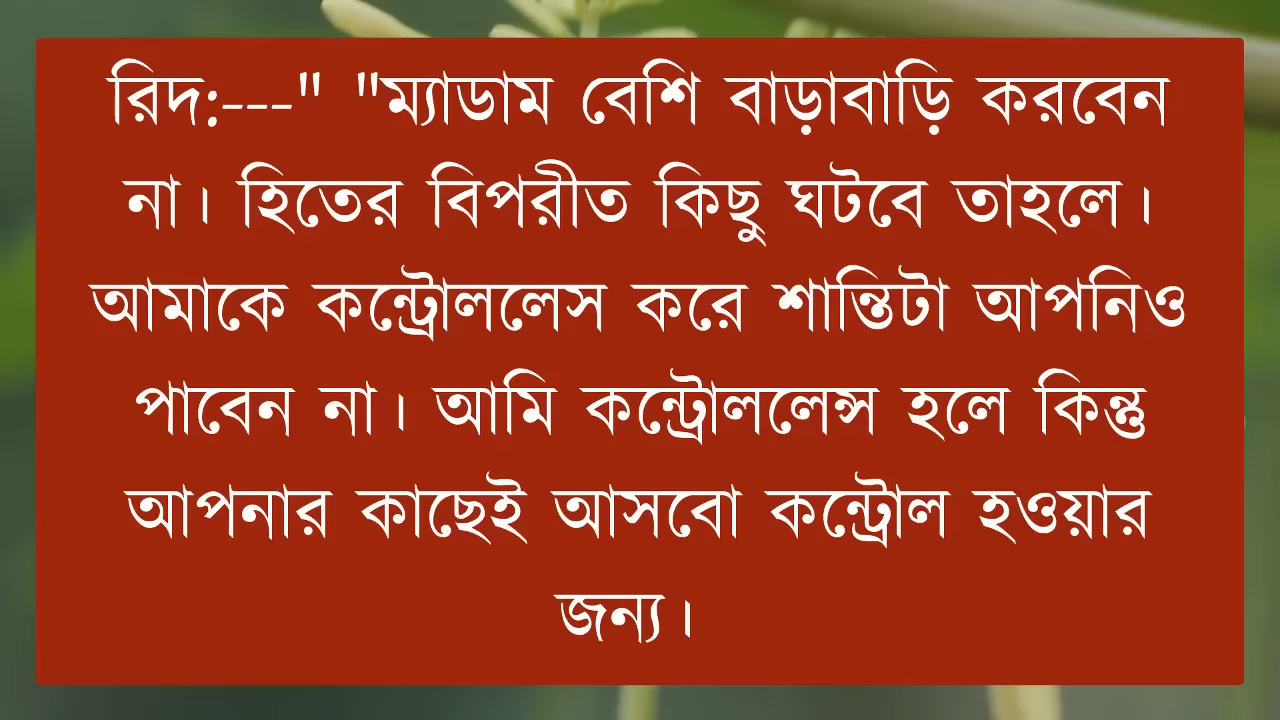 রিদ:---" "ম্যাডাম বেশি বাড়াবাড়ি করবেন
না। হিতের বিপরীত কিছু ঘটবে তাহলে।
আমাকে কন্ট্রোললেস করে শান্তিটা আপনিও
পাবেন না। আমি কন্ট্রোললেন্স হলে কিন্তু
আপনার কাছেই আসবো কন্ট্রোল হওয়ার
জন্য।